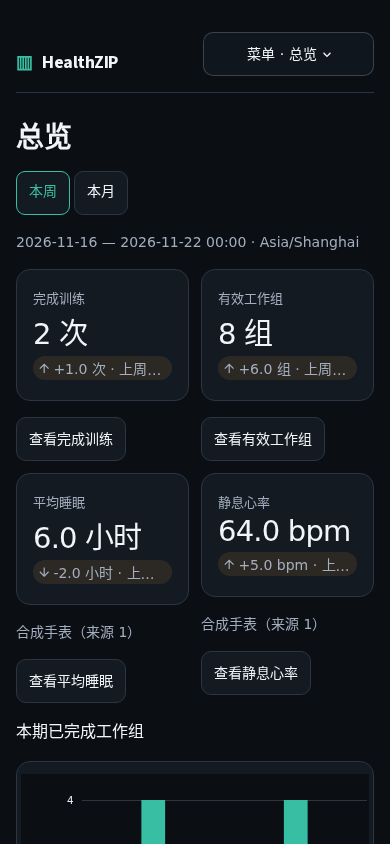 HealthZIP
菜单 · 总览
总览
本周
本月
2026-11-16 — 2026-11-22 00:00 · Asia/Shanghai
完成训练
2 次
↑ +1.0 次 · 上周…
查看完成训练
有效工作组
8 组
↑ +6.0 组 · 上周…
查看有效工作组
平均睡眠
6.0 小时
↓ -2.0 小时 · 上…
合成手表（来源 1）
查看平均睡眠
静息心率
64.0 bpm
↑ +5.0 bpm · 上…
合成手表（来源 1）
查看静息心率
本期已完成工作组
4